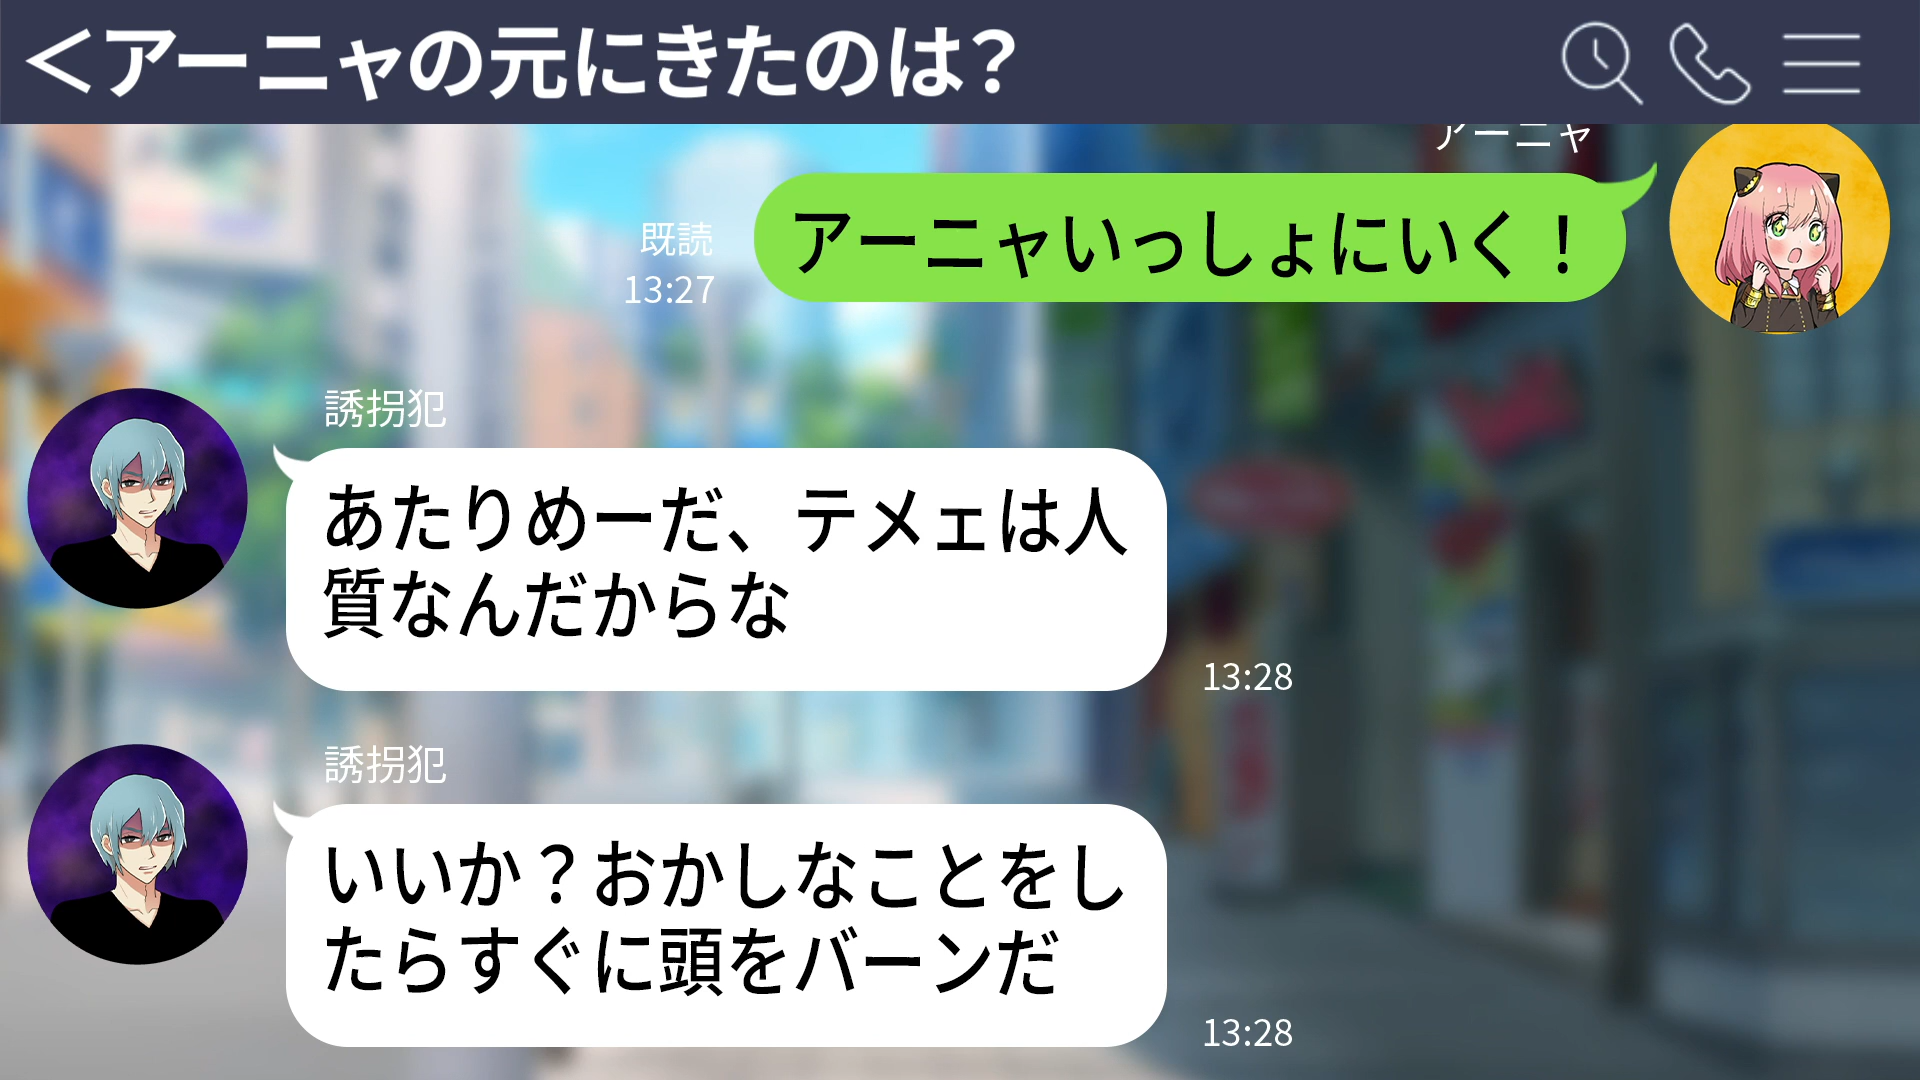 <アーニャの元にきたのは？
アーニャ
アーニャいっしょにいく！
既読
13:27
誘拐犯
あたりめーだ、テメェは人
質なんだからな
13:28
誘拐犯
いいか？おかしなことをし
たらすぐに頭をバーンだ
13:28